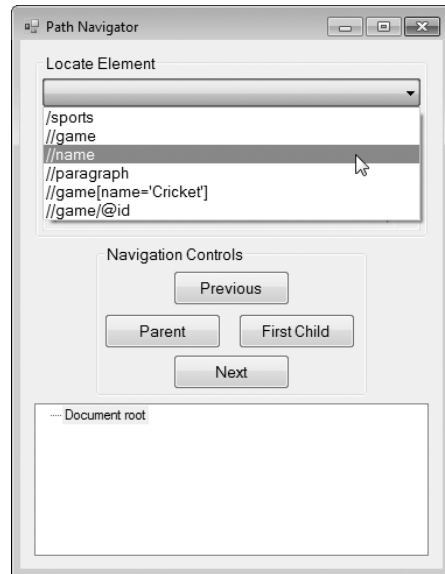 Path Navigator
Locate Element
/sports
//game
//name
//paragraph
//game[name='Cricket']
//game/@id
Navigation Controls
Previous
Parent First Child
Next
Document root